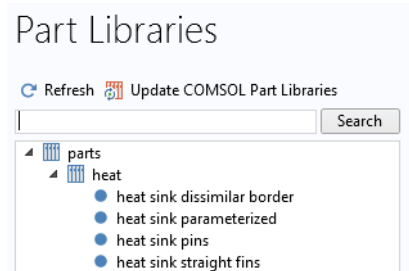 Part Libraries
Refresh Update COMSOL Part Libraries
Search
parts
heat
heat sink dissimilar border
heat sink parameterized
heat sink pins
heat sink straight fins